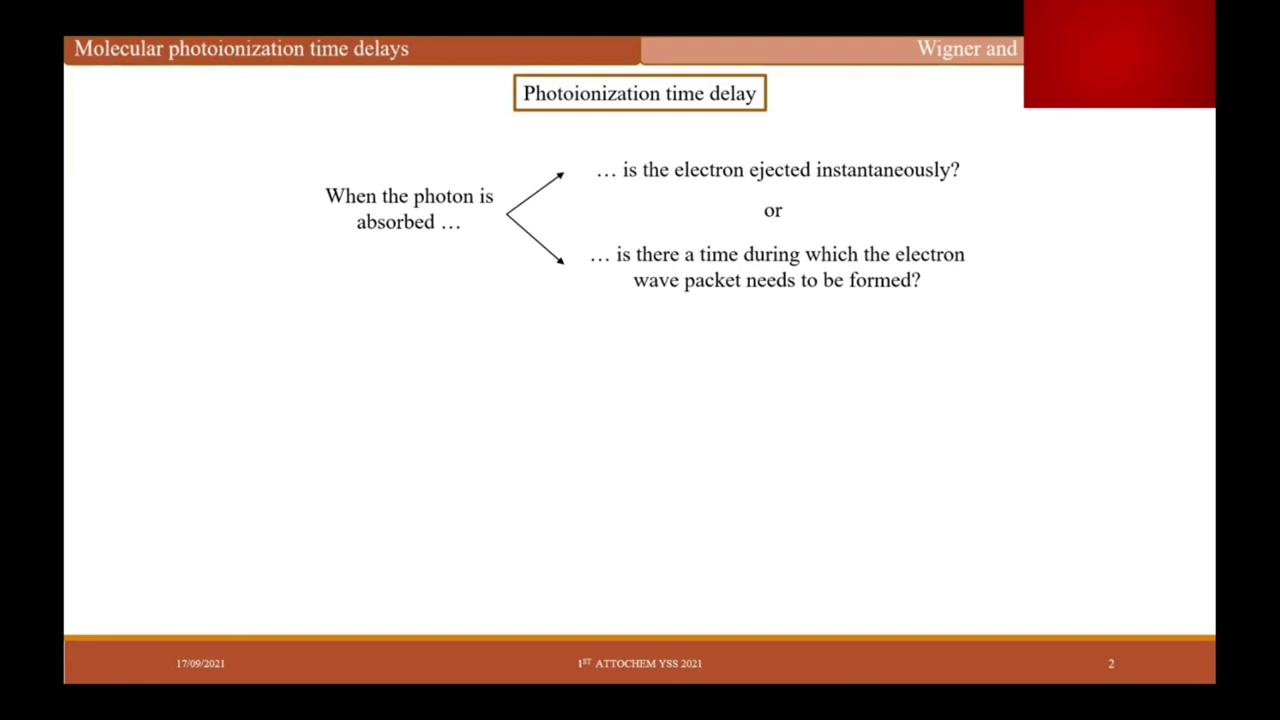 Molecular photoionization time delays
Wigner and
Photoionization time delay
When the photon is
absorbed …
… is the electron ejected instantaneously?
or
… is there a time during which the electron
wave packet needs to be formed?
17/09/2021
1ST ATTOCHEM YSS 2021
2